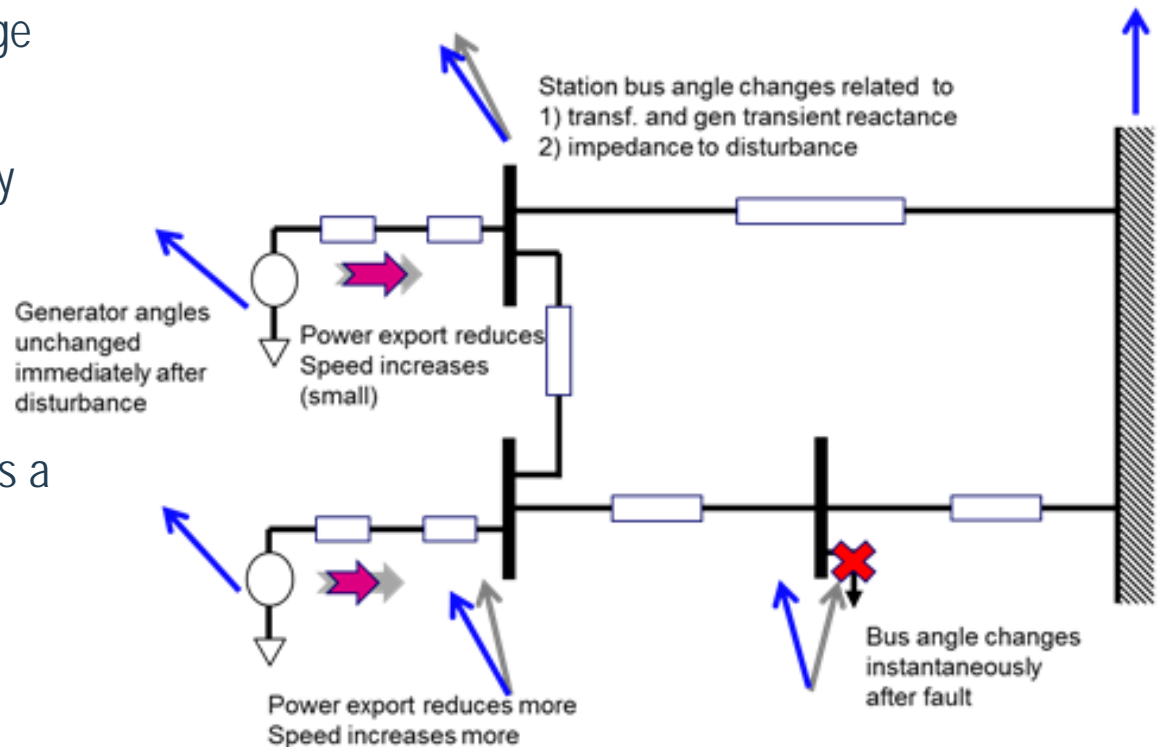 ge
y
s a
Station bus angle changes related to
1) transf. and gen transient reactance
2) impedance to disturbance
Generator angles
unchanged
immediately after
disturbance
Power export reduces
Speed increases
(small)
Power export reduces more
Speed increases more
Bus angle changes
instantaneously
after fault